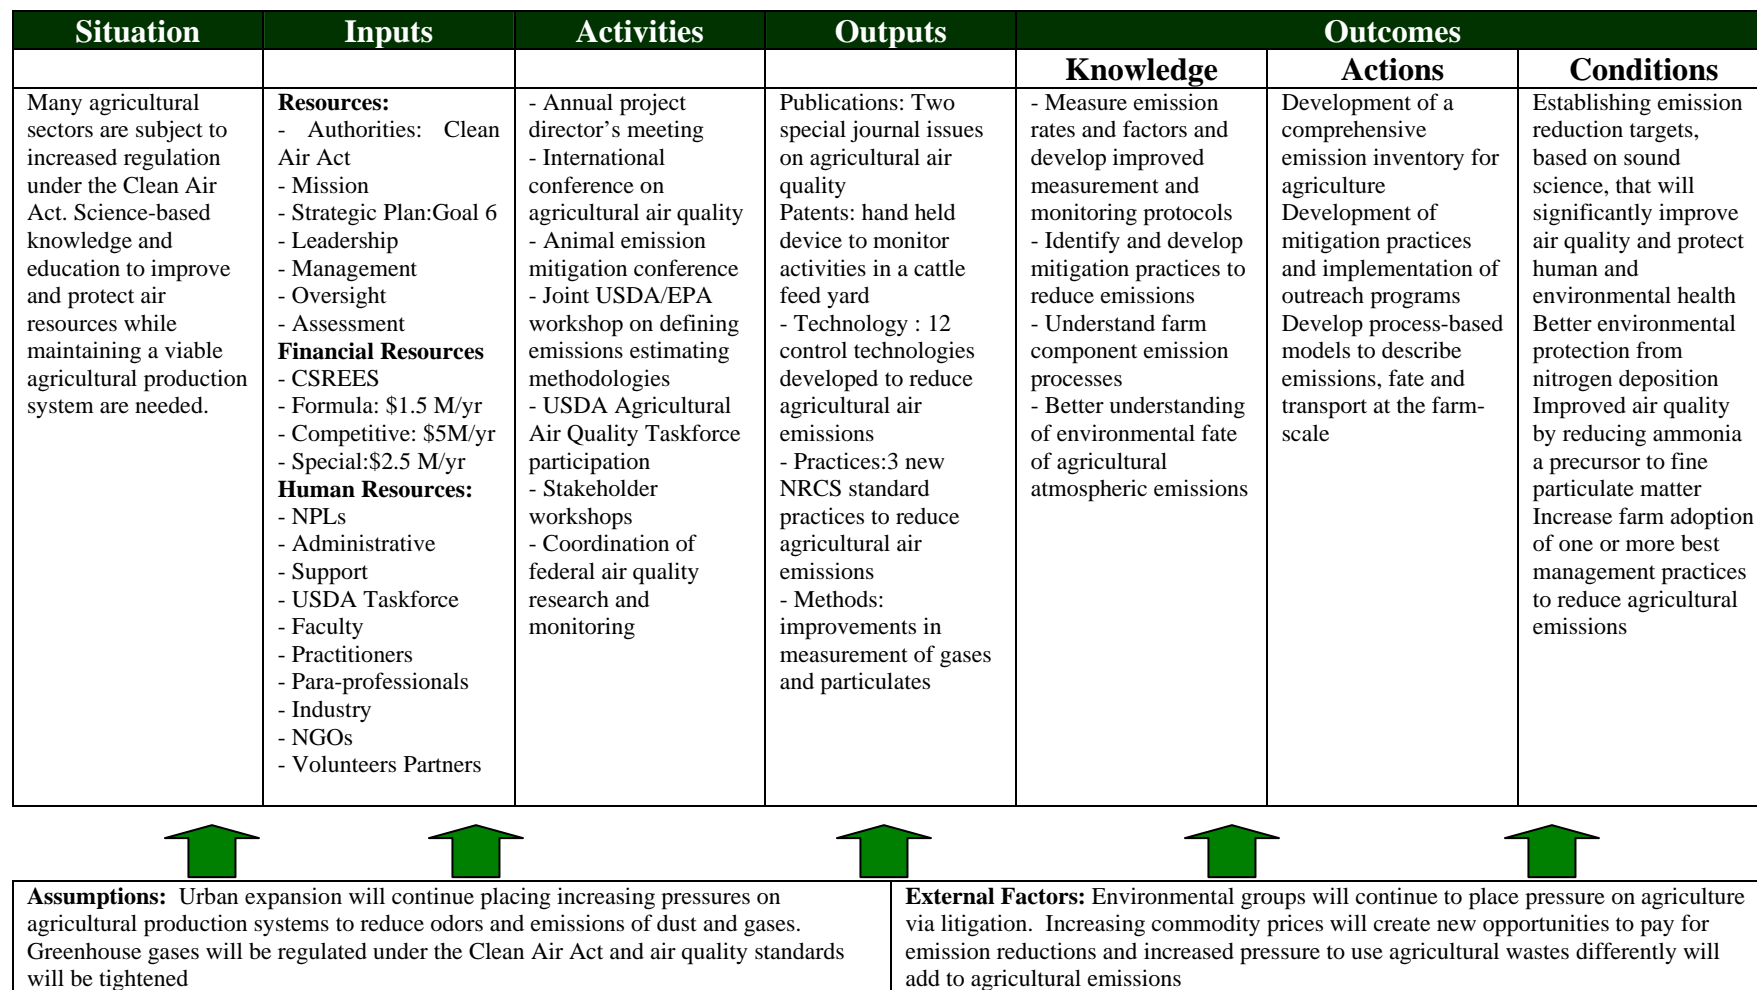 Situation
Inputs
Activities
Outputs
Outcomes
Knowledge
Actions
Conditions
Many agricultural
sectors are subject to
increased regulation
under the Clean Air
Act. Science-based
knowledge and
education to improve
and protect air
resources while
maintaining a viable
agricultural production
system are needed.
Resources:
- Authorities: Clean
Air Act
- Mission
- Strategic Plan:Goal 6
- Leadership
- Management
- Oversight
- Assessment
Financial Resources
- CSREES
- Formula: $1.5 M/yr
- Competitive: $5M/yr
- Special:$2.5 M/yr
Human Resources:
- NPLs
- Administrative
- Support
- USDA Taskforce
- Faculty
- Practitioners
- Para-professionals
- Industry
- NGOs
- Volunteers Partners
- Annual project
director’s meeting
- International
conference on
agricultural air quality
- Animal emission
mitigation conference
- Joint USDA/EPA
workshop on defining
emissions estimating
methodologies
- USDA Agricultural
Air Quality Taskforce
participation
- Stakeholder
workshops
- Coordination of
federal air quality
research and
monitoring
Publications: Two
special journal issues
on agricultural air
quality
Patents: hand held
device to monitor
activities in a cattle
feed yard
- Technology : 12
control technologies
developed to reduce
agricultural air
emissions
- Practices:3 new
NRCS standard
practices to reduce
agricultural air
emissions
- Methods:
improvements in
measurement of gases
and particulates
- Measure emission
rates and factors and
develop improved
measurement and
monitoring protocols
- Identify and develop
mitigation practices to
reduce emissions
- Understand farm
component emission
processes
- Better understanding
of environmental fate
of agricultural
atmospheric emissions
Development of a
comprehensive
emission inventory for
agriculture
Development of
mitigation practices
and implementation of
outreach programs
Develop process-based
models to describe
emissions, fate and
transport at the farm-
scale
Establishing emission
reduction targets,
based on sound
science, that will
significantly improve
air quality and protect
human and
environmental health
Better environmental
protection from
nitrogen deposition
Improved air quality
by reducing ammonia
a precursor to fine
particulate matter
Increase farm adoption
of one or more best
management practices
to reduce agricultural
emissions
Assumptions: Urban expansion will continue placing increasing pressures on
agricultural production systems to reduce odors and emissions of dust and gases.
Greenhouse gases will be regulated under the Clean Air Act and air quality standards
will be tightened
External Factors: Environmental groups will continue to place pressure on agriculture
via litigation. Increasing commodity prices will create new opportunities to pay for
emission reductions and increased pressure to use agricultural wastes differently will
add to agricultural emissions